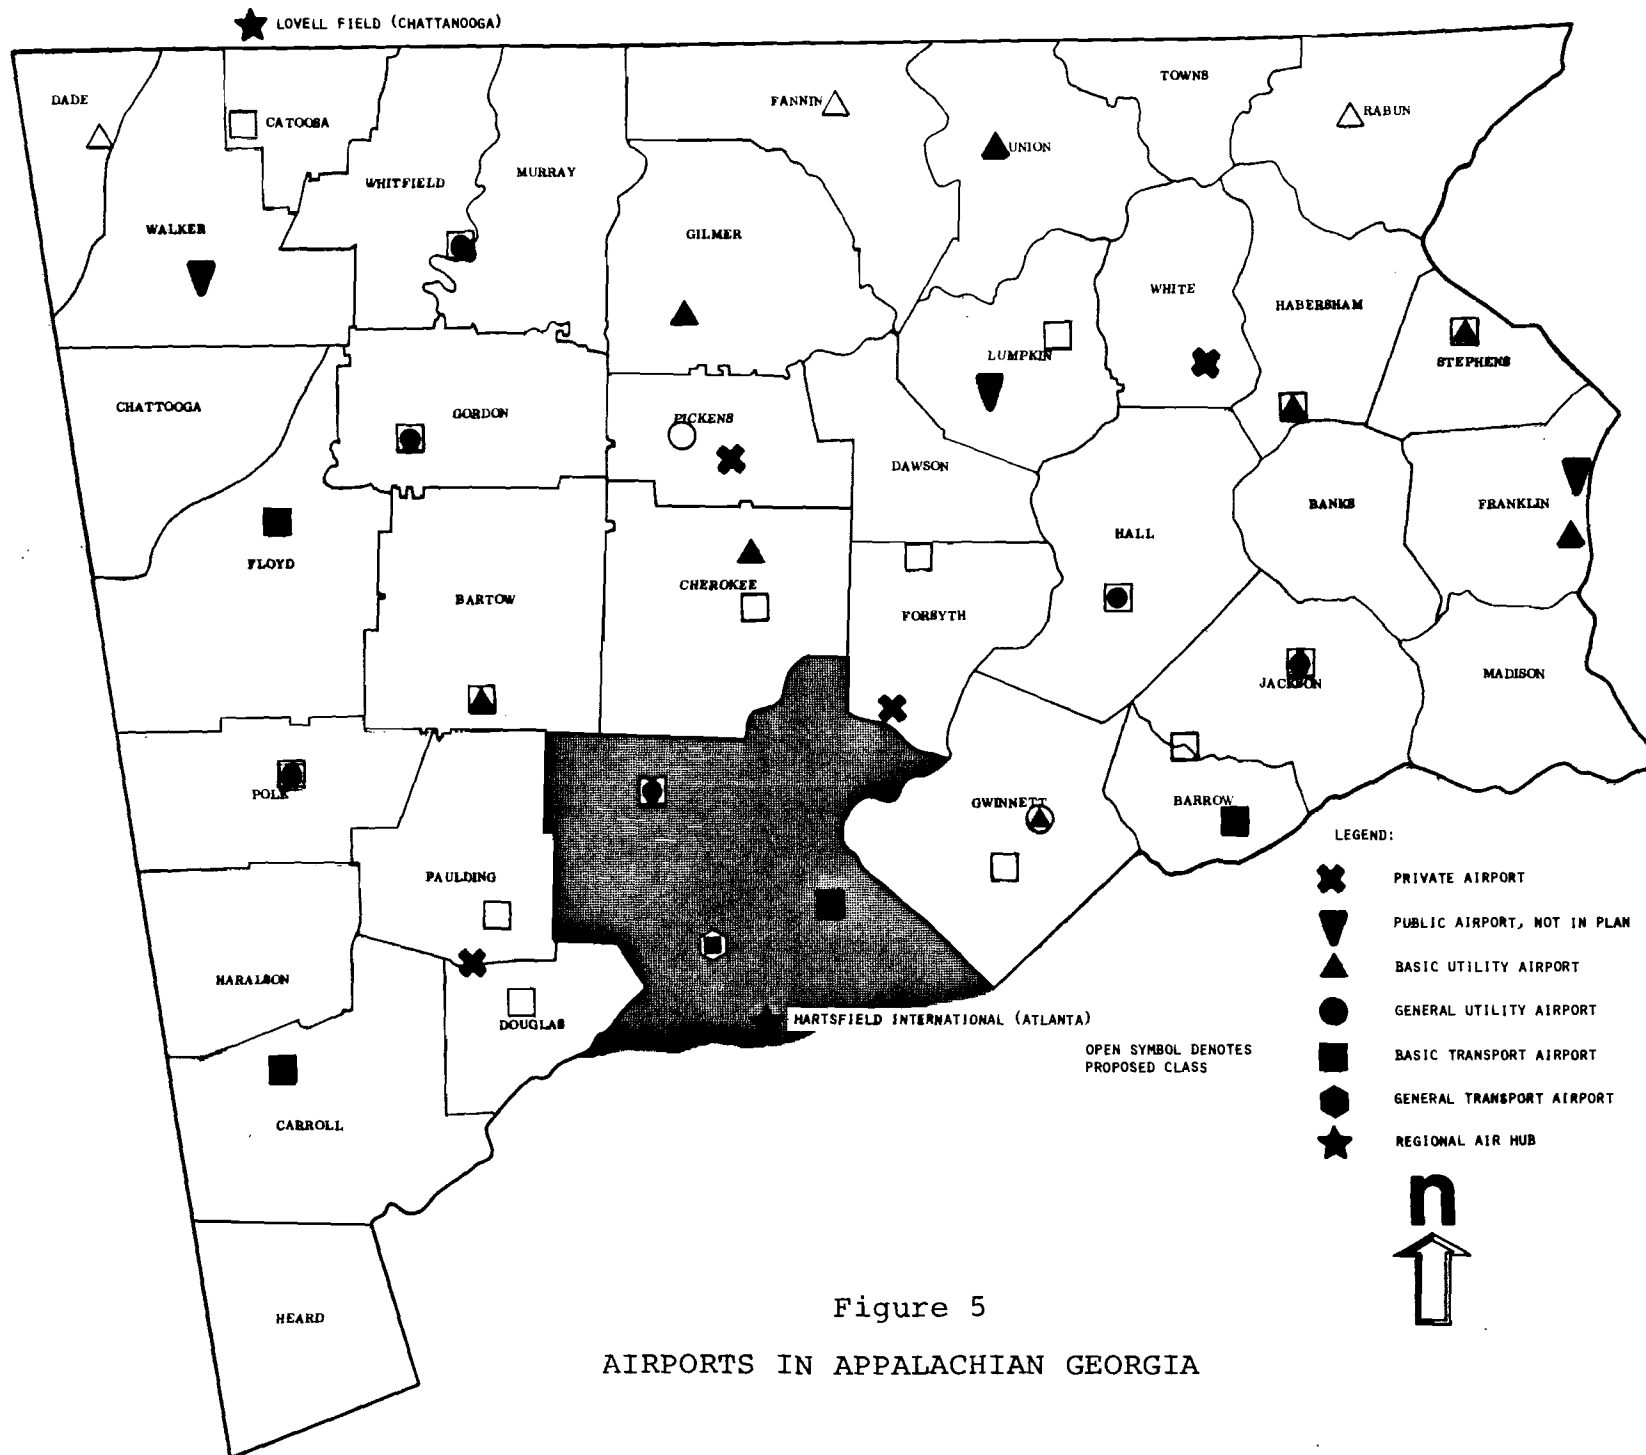 LOVELL FIELD (CHATTANOOGA)
DADE
CATOOSA
WHITFIELD
MURRAY
FANNIN
UNION
TOWNS
RABUN
WALKER
GILMER
WHITE
HABERSHAM
LUMPKIN
STEPHENS
CHATTOOGA
GORDON
PICKENS
DAWSON
FRANKLIN
BANKS
HALL
FLOYD
BARTOW
CHEROKEE
FORSYTH
JACKSON
MADISON
POLK
GWINNETT
BARROW
PAULDING
HARALSON
DOUGLAS
HARTSFIELD INTERNATIONAL (ATLANTA)
CARROLL
HEARD
LEGEND:
PRIVATE AIRPORT
PUBLIC AIRPORT, NOT IN PLAN
BASIC UTILITY AIRPORT
GENERAL UTILITY AIRPORT
BASIC TRANSPORT AIRPORT
GENERAL TRANSPORT AIRPORT
REGIONAL AIR HUB
OPEN SYMBOL DENOTES
PROPOSED CLASS
n
Figure 5
AIRPORTS IN APPALACHIAN GEORGIA